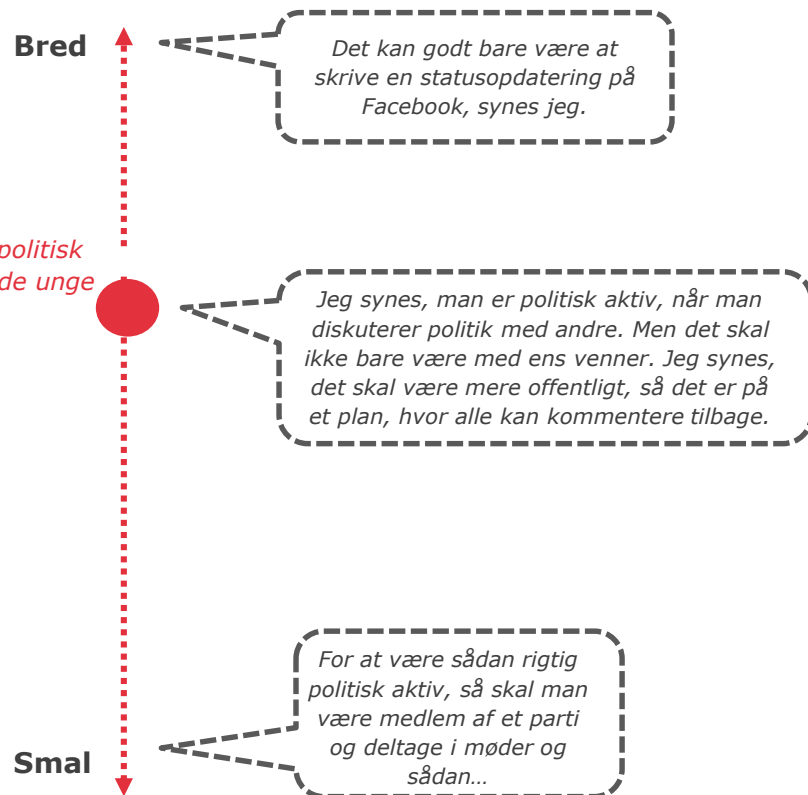 Bred
Det kan godt bare være at
skrive en statusopdatering på
Facebook, synes jeg.
politisk
de unge
Jeg synes, man er politisk aktiv, når man
diskuterer politik med andre. Men det skal
ikke bare være med ens venner. Jeg synes,
det skal være mere offentligt, så det er på
et plan, hvor alle kan kommentere tilbage.
For at være sådan rigtig
politisk aktiv, så skal man
være medlem af et parti
og deltage i møder og
sådan…
Smal